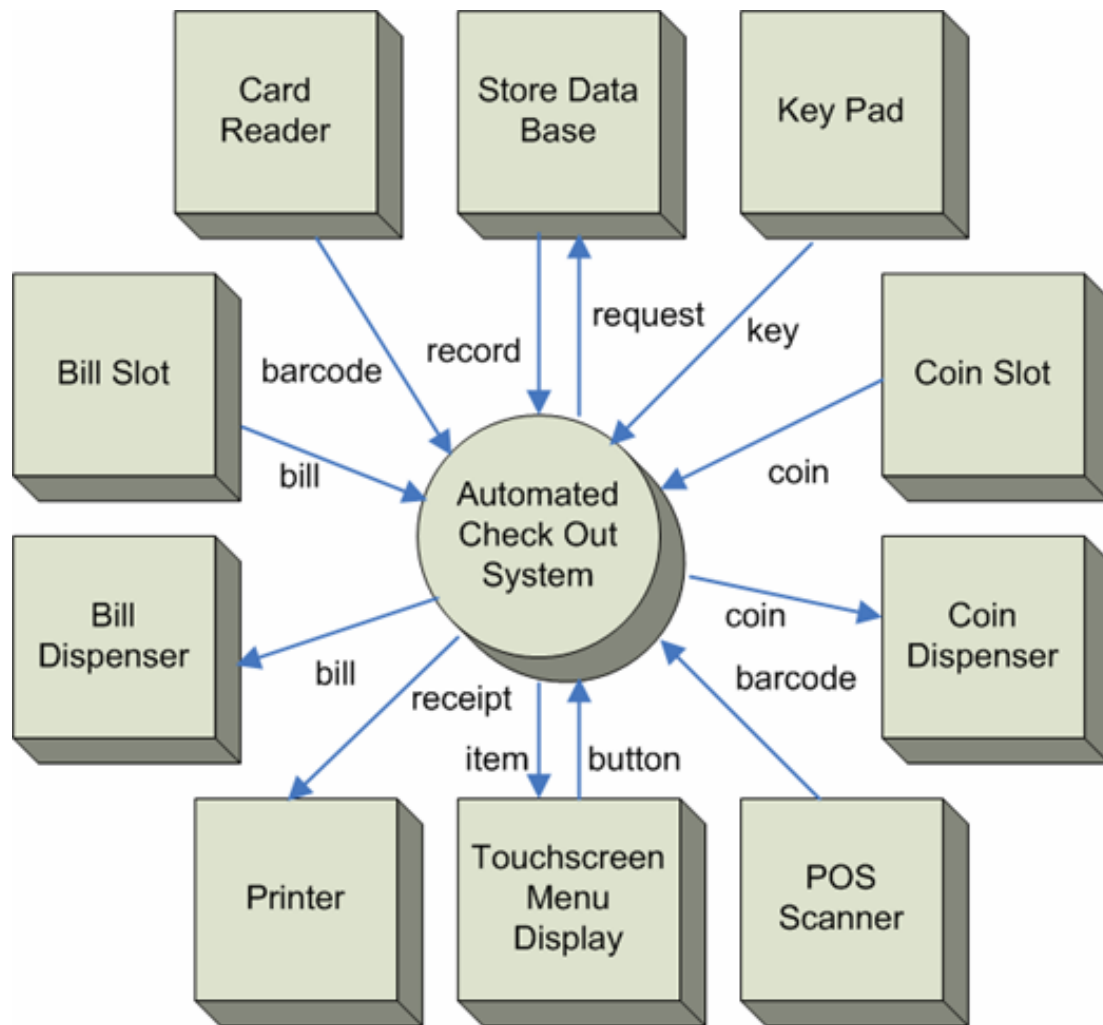 Card
Reader
Store Data
Base
Key Pad
Bill Slot
barcode
record
request
key
Coin Slot
bill
coin
Automated
Check Out
System
Bill
Dispenser
bill
receipt
coin
Coin
Dispenser
barcode
item
button
Printer
Touchscreen
Menu
Display
POS
Scanner